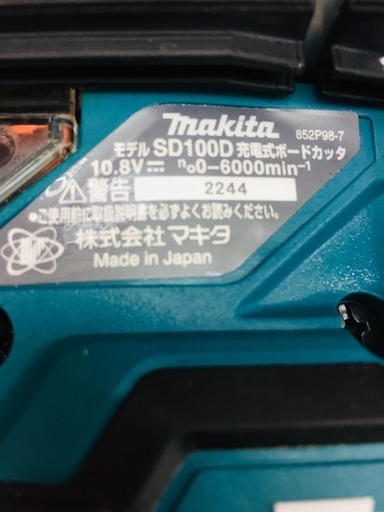 makita
852P98-7
モデル SD100D 充電式ボードカッタ
10.8V⎓ n₀0-6000min⁻¹
⚠警告 2244
●ご使用前に取扱説明書を必ずよくお読みください。
株式会社マキタ
Made in Japan